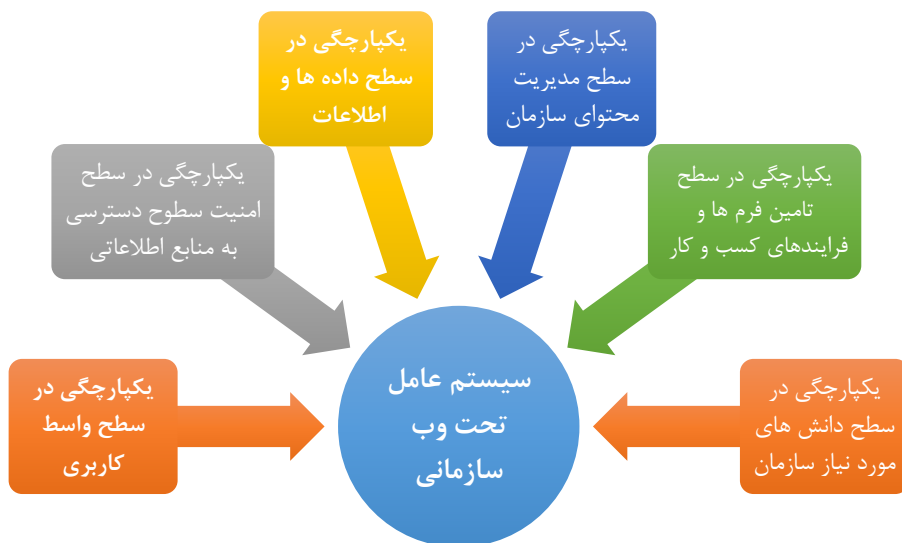 یکپارچگی در
سطح مدیریت
محتوای سازمان
یکپارچگی در
سطح داده ها و
اطلاعات
یکپارچگی در سطح
تامین فرم ها و
فرایندهای کسب و کار
یکپارچگی در سطح
امنیت سطوح دسترسی
به منابع اطلاعاتی
یکپارچگی در
سطح دانش های
مورد نیاز سازمان
سیستم عامل
تحت وب
سازمانی
یکپارچگی در
سطح واسط
کاربری